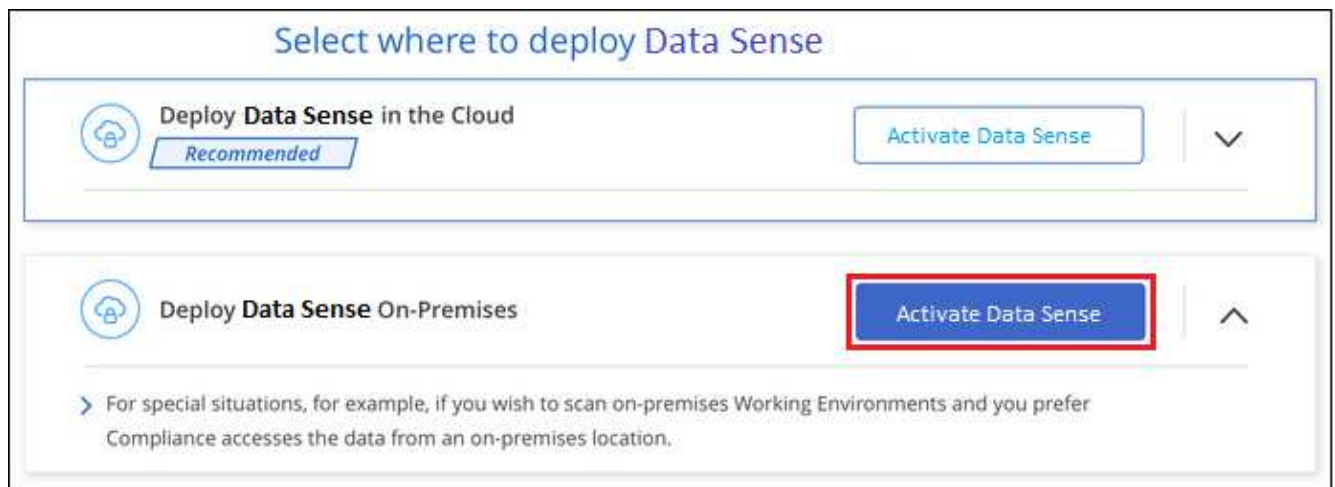 Select where to deploy Data Sense
Deploy Data Sense in the Cloud
Recommended
Activate Data Sense
Deploy Data Sense On-Premises
Activate Data Sense
For special situations, for example, if you wish to scan on-premises Working Environments and you prefer
Compliance accesses the data from an on-premises location.